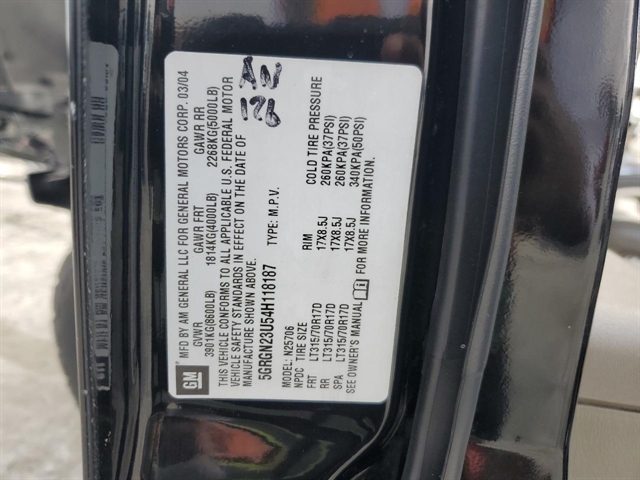 GM
MFD BY AM GENERAL LLC FOR GENERAL MOTORS CORP. 03/04
GVWR GAWR FRT GAWR RR
3901KG(8600LB) 1814KG(4000LB) 2268KG(5000LB)
THIS VEHICLE CONFORMS TO ALL APPLICABLE U.S. FEDERAL MOTOR
VEHICLE SAFETY STANDARDS IN EFFECT ON THE DATE OF
MANUFACTURE SHOWN ABOVE.
5GRGN23U54H118187 TYPE: M.P.V.
MODEL: N25706
NPDC TIRE SIZE RIM COLD TIRE PRESSURE
FRT LT315/70R17D 17X8.5J 260KPA(37PSI)
RR LT315/70R17D 17X8.5J 260KPA(37PSI)
SPA LT315/70R17D 17X8.5J 340KPA(50PSI)
SEE OWNER'S MANUAL FOR MORE INFORMATION.
AN
176